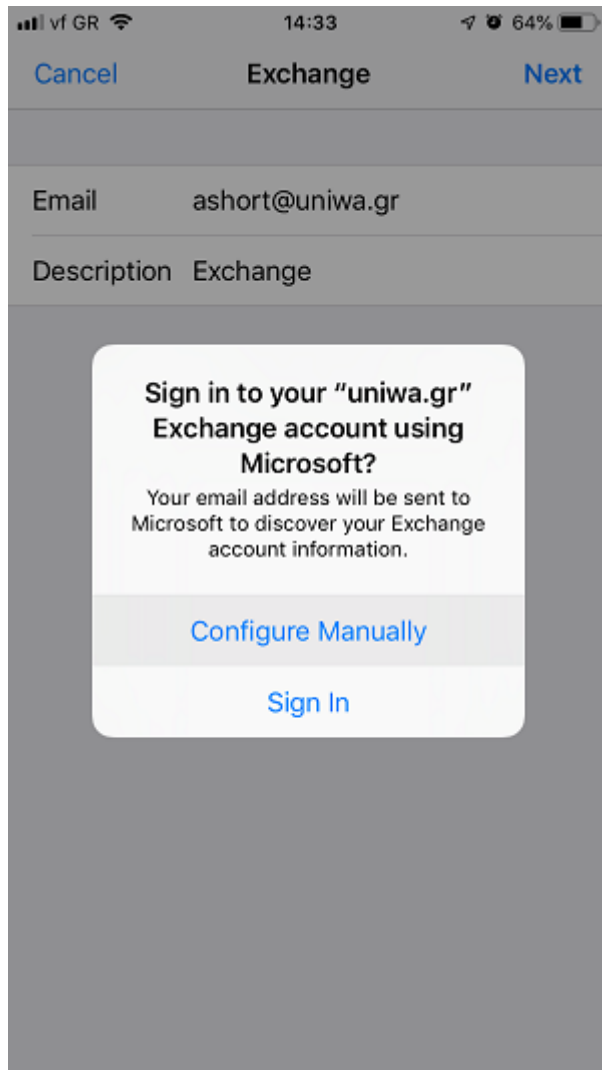 vf GR 14:33 64%
Cancel Exchange Next
Email ashort@uniwa.gr
Description Exchange
Sign in to your “uniwa.gr”
Exchange account using
Microsoft?
Your email address will be sent to
Microsoft to discover your Exchange
account information.
Configure Manually
Sign In